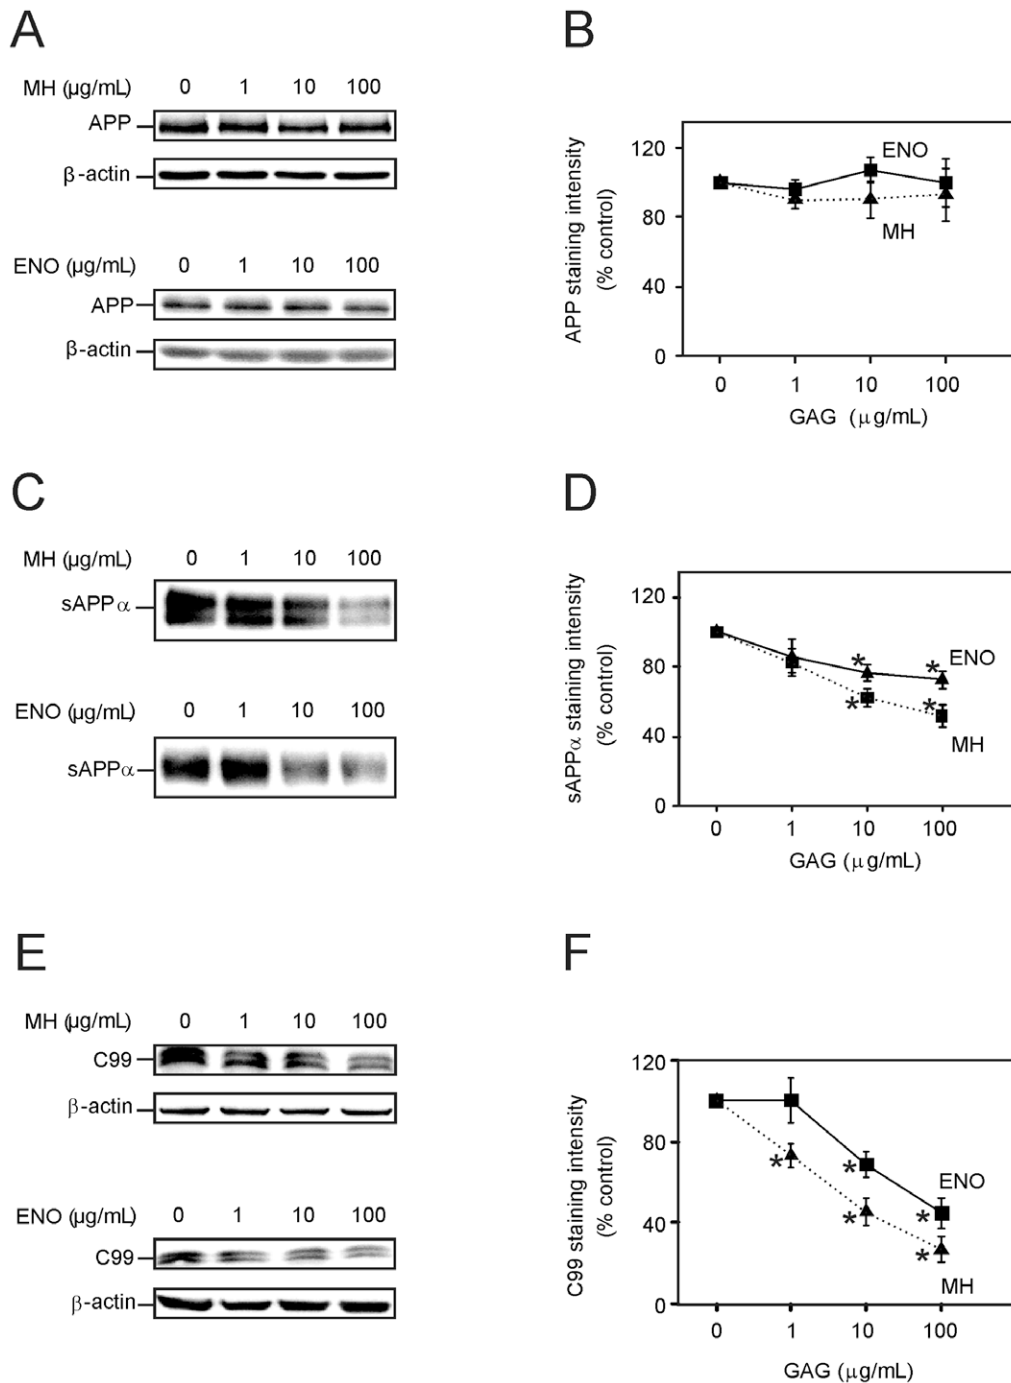 A
MH (µg/mL) 0 1 10 100
APP
β-actin
ENO (µg/mL) 0 1 10 100
APP
β-actin
B
APP staining intensity
(% control)
120
80
40
0
ENO
MH
0 1 10 100
GAG (µg/mL)
C
MH (µg/mL) 0 1 10 100
sAPPα
ENO (µg/mL) 0 1 10 100
sAPPα
D
sAPPα staining intensity
(% control)
120
80
40
0
* * ENO
* * MH
0 1 10 100
GAG (µg/mL)
E
MH (µg/mL) 0 1 10 100
C99
β-actin
ENO (µg/mL) 0 1 10 100
C99
β-actin
F
C99 staining intensity
(% control)
120
80
40
0
* * ENO
* * * MH
0 1 10 100
GAG (µg/mL)